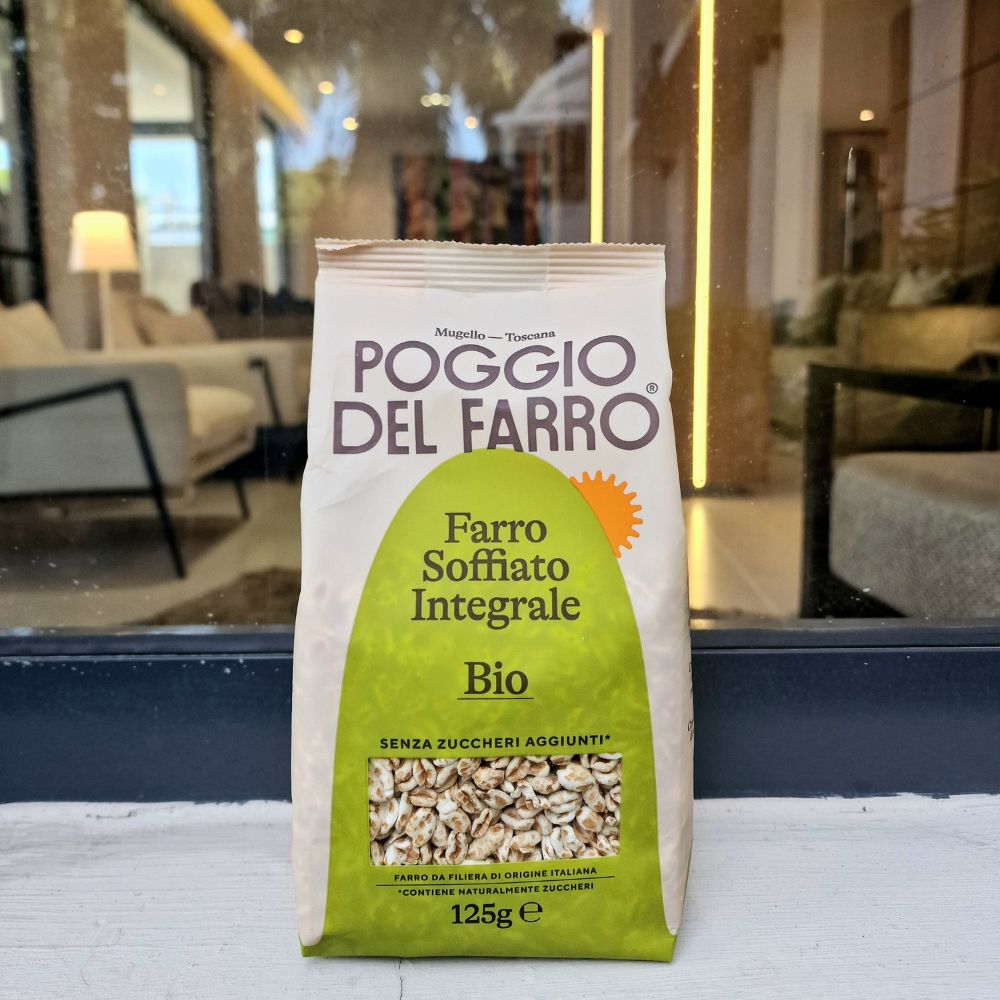 Mugello — Toscana
POGGIO
DEL FARRO®
Farro
Soffiato
Integrale
Bio
SENZA ZUCCHERI AGGIUNTI*
FARRO DA FILIERA DI ORIGINE ITALIANA
*CONTIENE NATURALMENTE ZUCCHERI
125g ℮